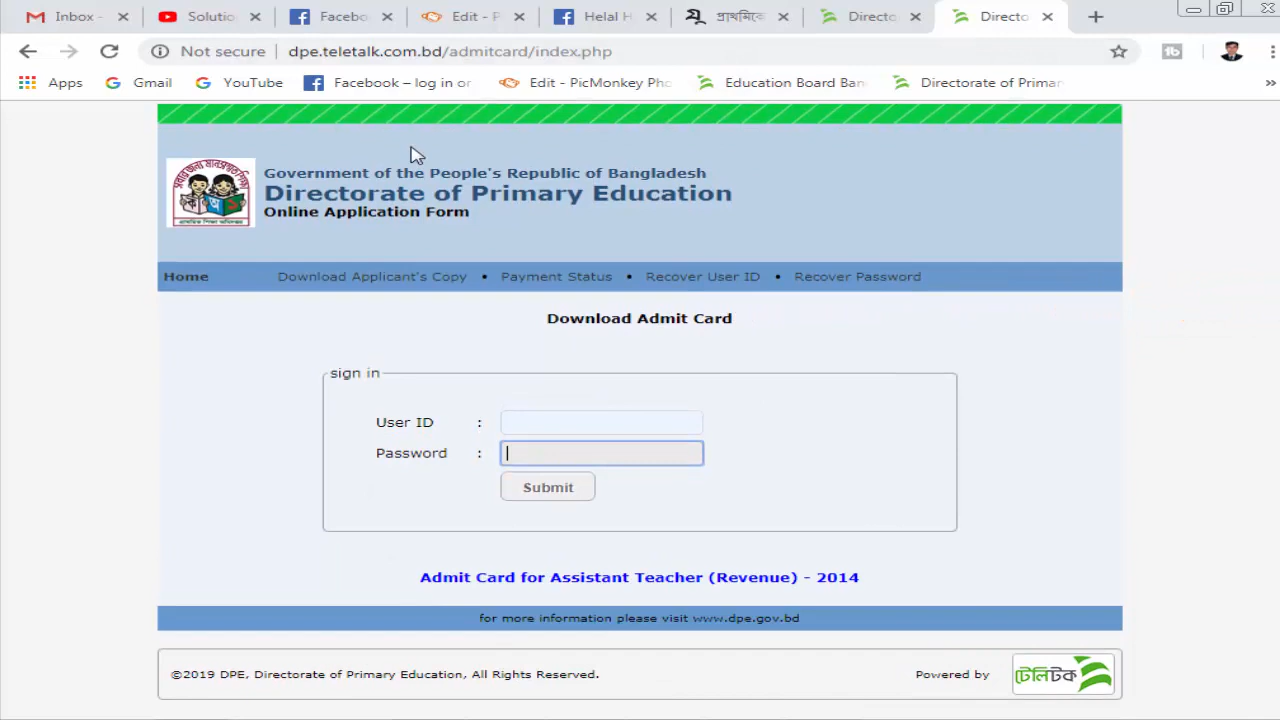 Inbox - Solutio Facebo Edit - P Helal H প্রাথমিকে Directo Directo
Not secure dpe.teletalk.com.bd/admitcard/index.php
Apps Gmail YouTube Facebook – log in or Edit - PicMonkey Pho Education Board Ban Directorate of Primar »
Government of the People's Republic of Bangladesh
Directorate of Primary Education
Online Application Form
Home Download Applicant's Copy • Payment Status • Recover User ID • Recover Password
Download Admit Card
sign in
User ID :
Password :
Submit
Admit Card for Assistant Teacher (Revenue) - 2014
for more information please visit www.dpe.gov.bd
©2019 DPE, Directorate of Primary Education, All Rights Reserved. Powered by টেলিটক